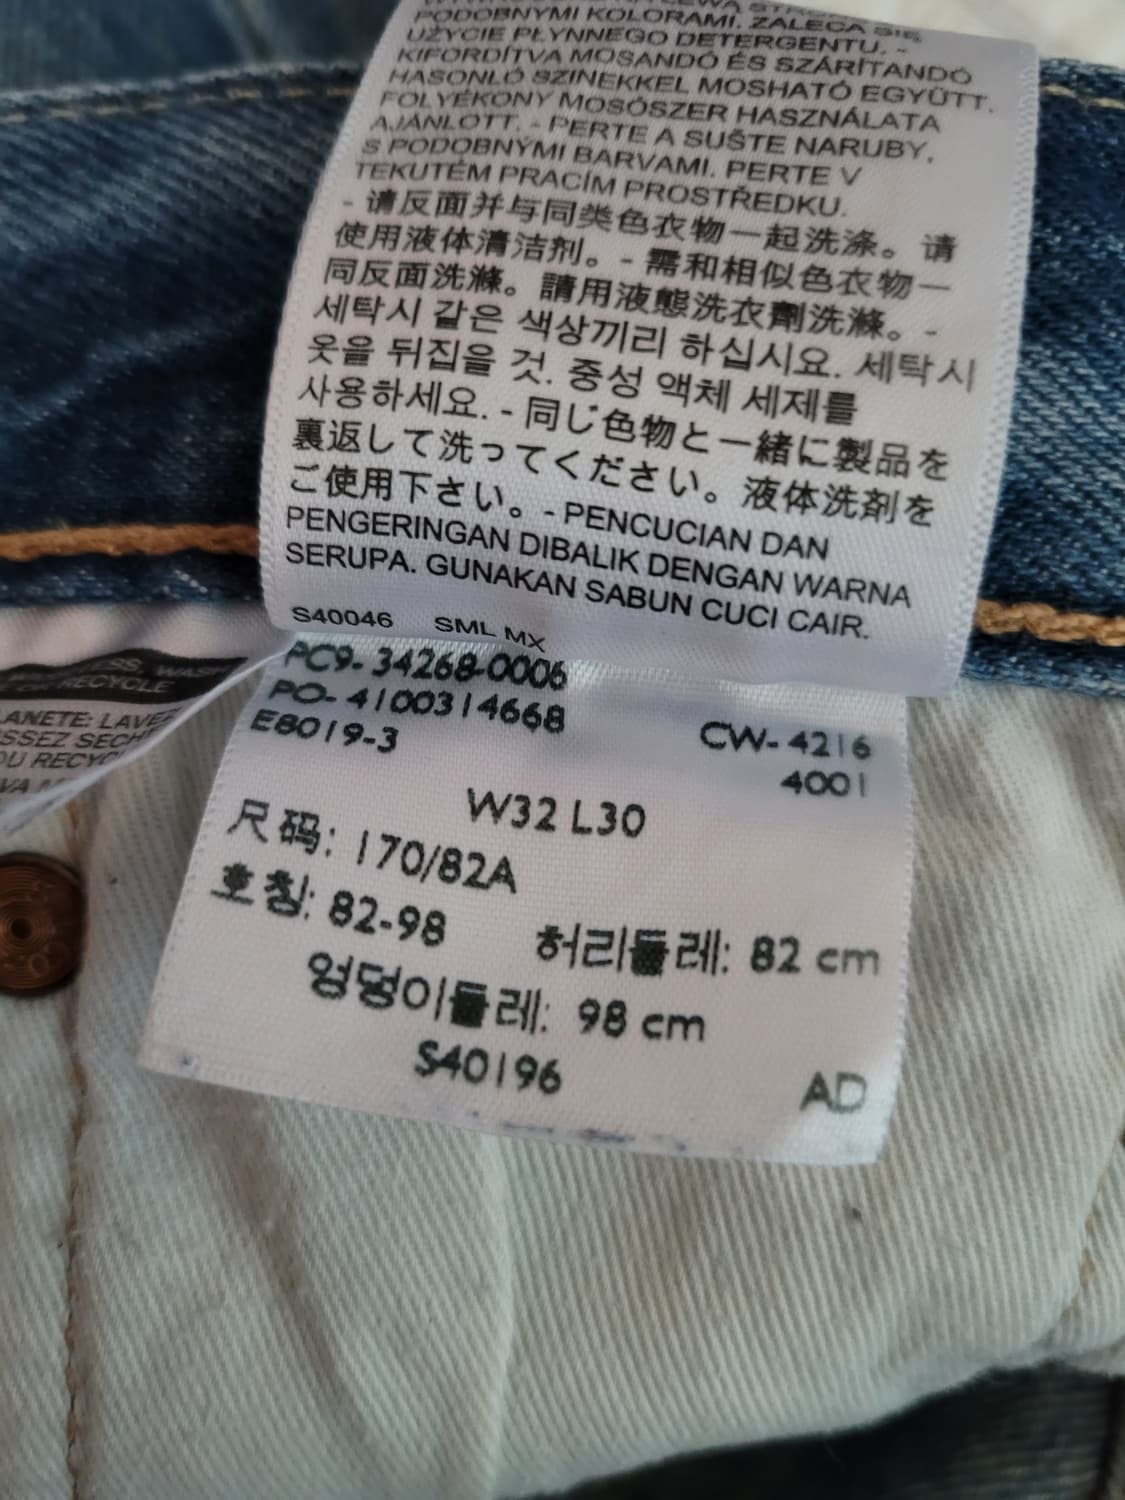 PODOBNYMI KOLORAMI. ZALECA SIĘ
UŻYCIE PŁYNNEGO DETERGENTU. -
KIFORDÍTVA MOSANDÓ ÉS SZÁRÍTANDÓ
HASONLÓ SZINEKKEL MOSHATÓ EGYÜTT.
FOLYÉKONY MOSÓSZER HASZNÁLATA
AJÁNLOTT. - PERTE A SUŠTE NARUBY,
S PODOBNÝMI BARVAMI. PERTE V
TEKUTÉM PRACÍM PROSTŘEDKU.
- 请反面并与同类色衣物一起洗涤。请
使用液体清洁剂。- 需和相似色衣物一
同反面洗滌。請用液態洗衣劑洗滌。-
세탁시 같은 색상끼리 하십시요. 세탁시
옷을 뒤집을 것. 중성 액체 세제를
사용하세요. - 同じ色物と一緒に製品を
裏返して洗ってください。液体洗剤を
ご使用下さい。- PENCUCIAN DAN
PENGERINGAN DIBALIK DENGAN WARNA
SERUPA. GUNAKAN SABUN CUCI CAIR.
S40046 SML MX
PC9-34268-0006
PO-4100314668
E8019-3 CW-4216
4001
W32 L30
尺码: 170/82A
호칭: 82-98 허리둘레: 82 cm
엉덩이둘레: 98 cm
S40196 AD
RECYCLE